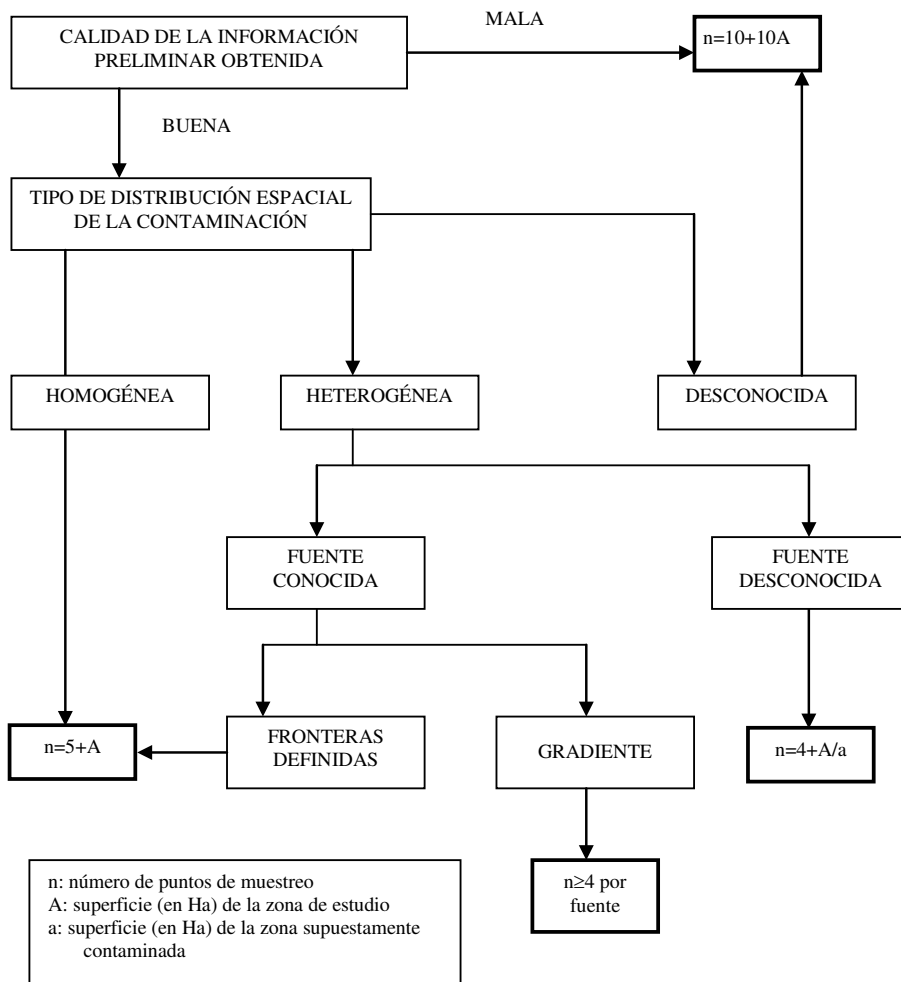 MALA
CALIDAD DE LA INFORMACIÓN
PRELIMINAR OBTENIDA
n=10+10A
BUENA
TIPO DE DISTRIBUCIÓN ESPACIAL
DE LA CONTAMINACIÓN
HOMOGÉNEA
HETEROGÉNEA
DESCONOCIDA
FUENTE
CONOCIDA
FUENTE
DESCONOCIDA
n=5+A
FRONTERAS
DEFINIDAS
GRADIENTE
n=4+A/a
n≥4 por
fuente
n: número de puntos de muestreo
A: superficie (en Ha) de la zona de estudio
a: superficie (en Ha) de la zona supuestamente
contaminada